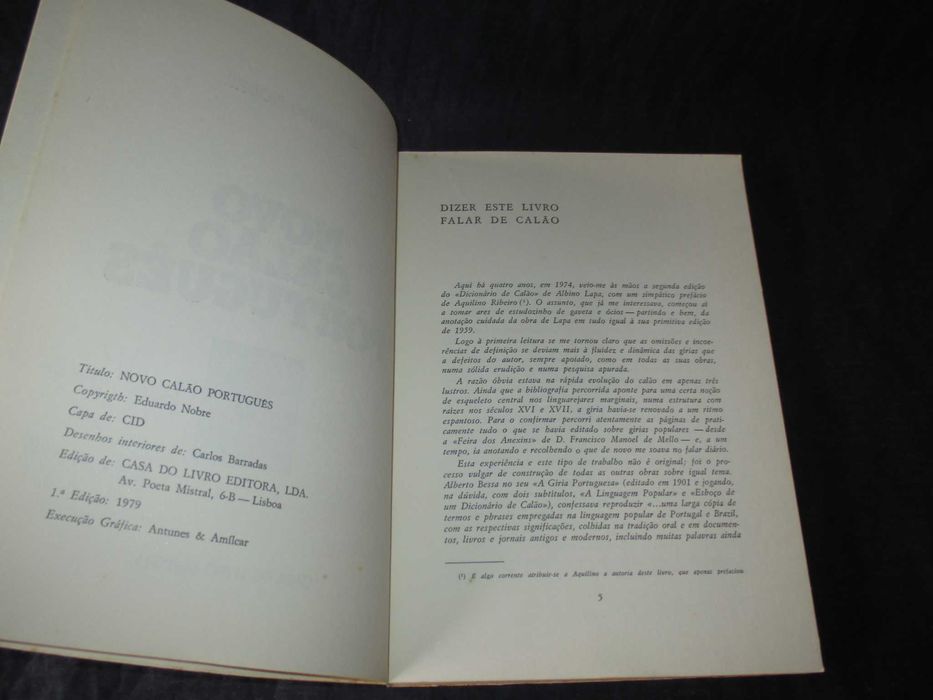 Título: NOVO CALÃO PORTUGUÊS
Copyrigth: Eduardo Nobre
Capa de: CID
Desenhos interiores de: Carlos Barradas
Edição de: CASA DO LIVRO EDITORA, LDA.
Av. Poeta Mistral, 6-B — Lisboa
1.ª Edição: 1979
Execução Gráfica: Antunes & Amílcar
DIZER ESTE LIVRO
FALAR DE CALÃO
Aqui há quatro anos, em 1974, veio-me às mãos a segunda edição
do «Dicionário de Calão» de Albino Lapa, com um simpático prefácio
de Aquilino Ribeiro (¹). O assunto, que já me interessava, começou aí
a tomar ares de estudozinho de gaveta e ócios — partindo e bem, da
anotação cuidada da obra de Lapa em tudo igual à sua primitiva edição
de 1959.
Logo à primeira leitura se me tornou claro que as omissões e incoe-
rências de definição se deviam mais à fluidez e dinâmica das gírias que
a defeitos do autor, sempre apoiado, como em todas as suas obras,
numa sólida erudição e numa pesquisa apurada.
A razão óbvia estava na rápida evolução do calão em apenas três
lustros. Ainda que a bibliografia percorrida aponte para uma certa noção
de esqueleto central nos linguarejares marginais, numa estrutura com
raízes nos séculos XVI e XVII, a gíria havia-se renovado a um ritmo
espantoso. Para o confirmar percorri atentamente as páginas de prati-
camente tudo o que se havia editado sobre gírias populares — desde
a «Feira dos Anexins» de D. Francisco Manoel de Mello — e, a um
tempo, ia anotando e recolhendo o que de novo me soava no falar diário.
Esta experiência e este tipo de trabalho não é original; foi o
processo vulgar de construção de todas as outras obras sobre igual tema.
Alberto Bessa no seu «A Gíria Portugueza» (editado em 1901 e jogando,
na dúvida, com dois subtítulos, «A Linguagem Popular» e «Esboço de
um Dicionário de Calão»), confessava reproduzir «...uma larga cópia de
termos e phrases empregadas na linguagem popular de Portugal e Brazil,
com as respectivas significações, colhidas na tradição oral e em documen-
tos, livros e jornais antigos e modernos, incluindo muitas palavras ainda
(¹) É algo corrente atribuir-se a Aquilino a autoria deste livro, que apenas prefaciou
5